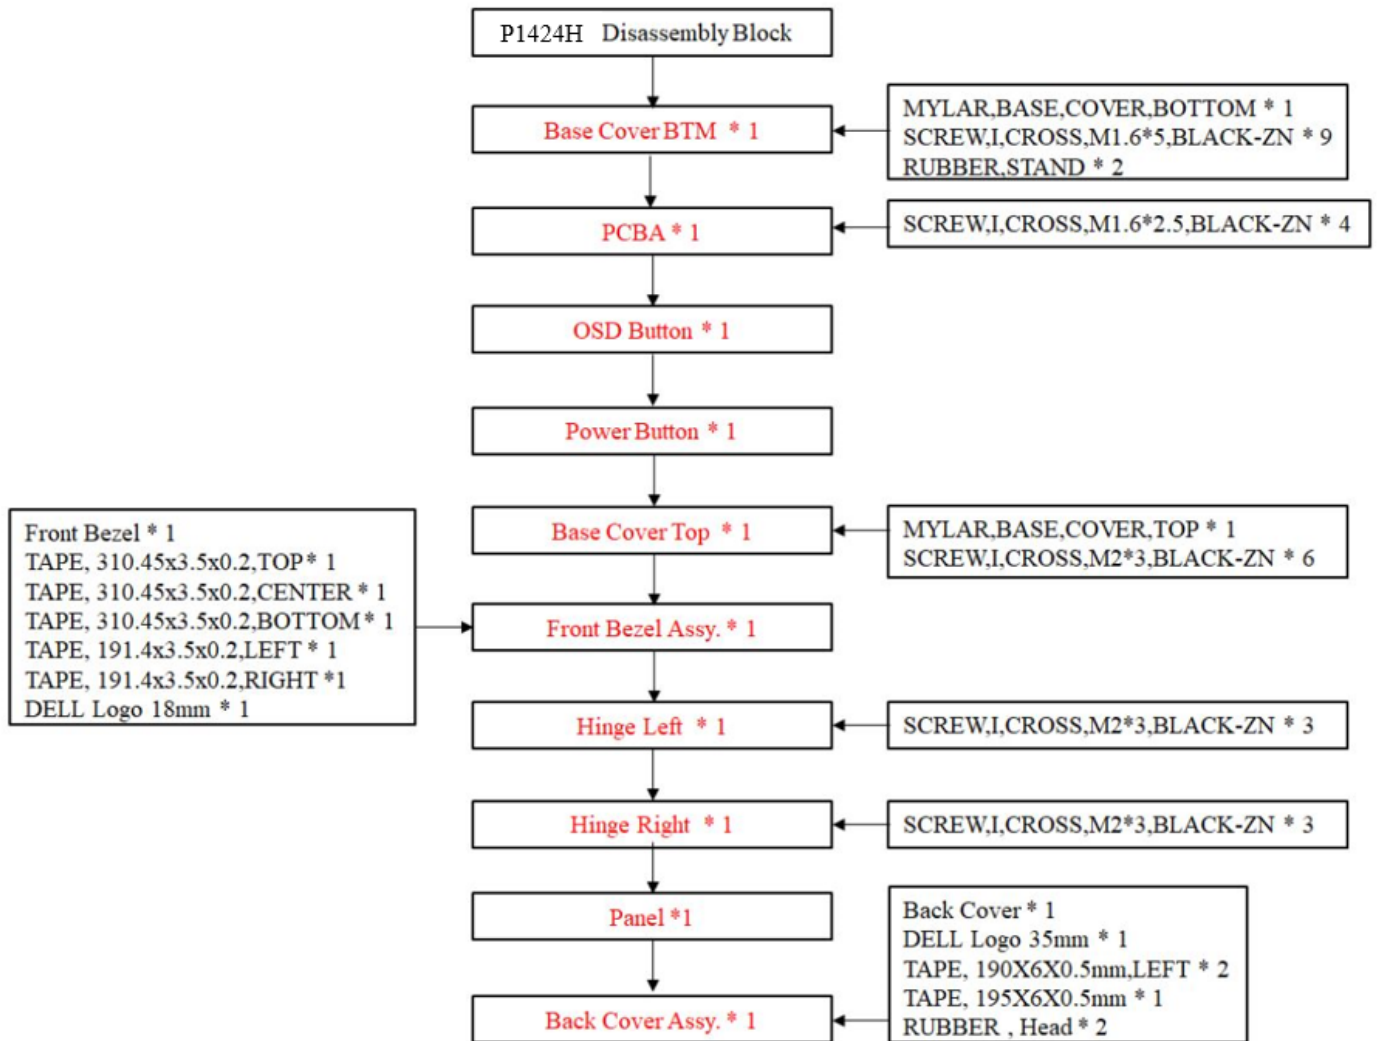 P1424H Disassembly Block
Base Cover BTM * 1
MYLAR,BASE,COVER,BOTTOM * 1
SCREW,I,CROSS,M1.6*5,BLACK-ZN * 9
RUBBER,STAND * 2
PCBA * 1
SCREW,I,CROSS,M1.6*2.5,BLACK-ZN * 4
OSD Button * 1
Power Button * 1
Base Cover Top * 1
MYLAR,BASE,COVER,TOP * 1
SCREW,I,CROSS,M2*3,BLACK-ZN * 6
Front Bezel * 1
TAPE, 310.45x3.5x0.2,TOP * 1
TAPE, 310.45x3.5x0.2,CENTER * 1
TAPE, 310.45x3.5x0.2,BOTTOM * 1
TAPE, 191.4x3.5x0.2,LEFT * 1
TAPE, 191.4x3.5x0.2,RIGHT *1
DELL Logo 18mm * 1
Front Bezel Assy. * 1
Hinge Left * 1
SCREW,I,CROSS,M2*3,BLACK-ZN * 3
Hinge Right * 1
SCREW,I,CROSS,M2*3,BLACK-ZN * 3
Panel *1
Back Cover Assy. * 1
Back Cover * 1
DELL Logo 35mm * 1
TAPE, 190X6X0.5mm,LEFT * 2
TAPE, 195X6X0.5mm * 1
RUBBER , Head * 2